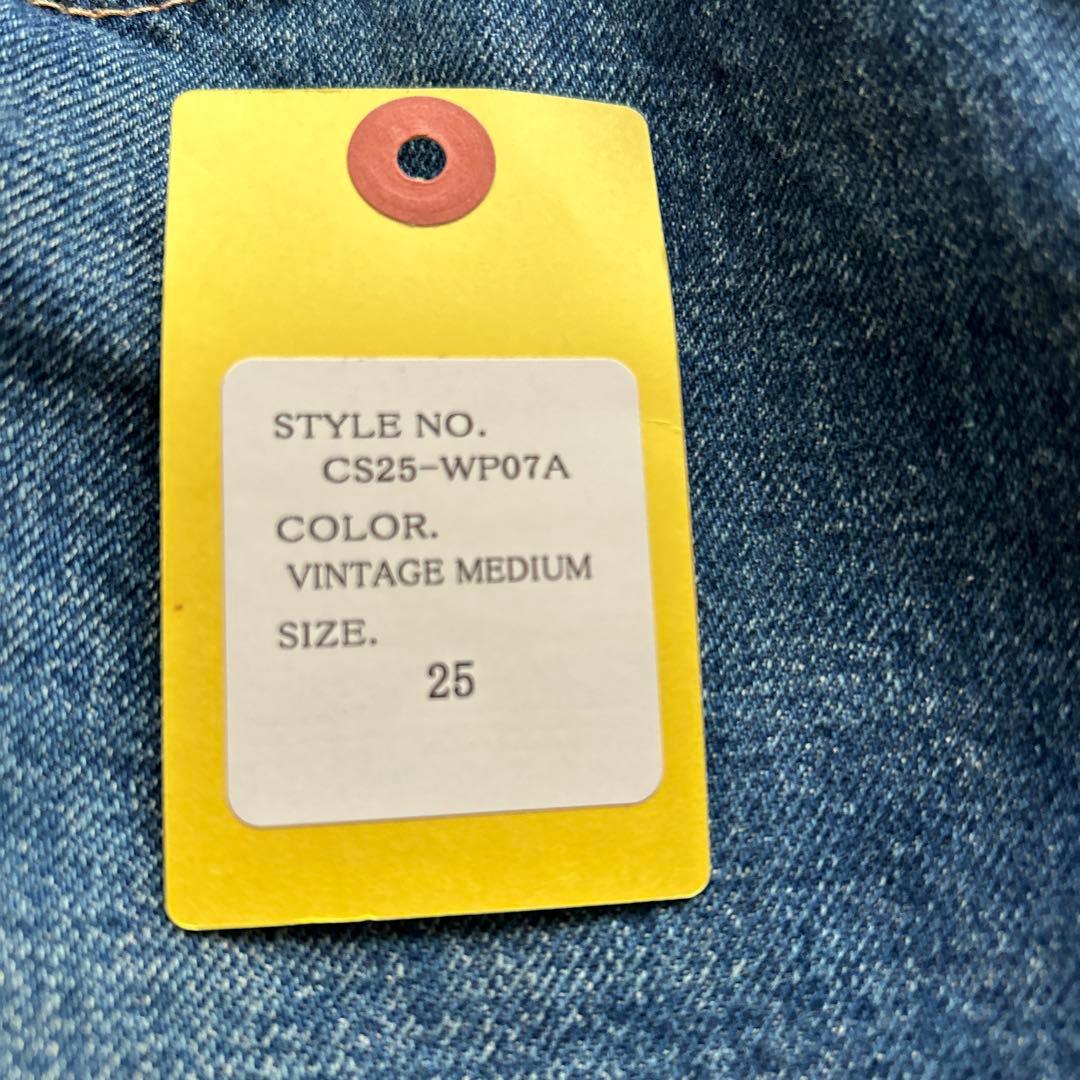 STYLE NO.
CS25-WP07A
COLOR.
VINTAGE MEDIUM
SIZE.
25